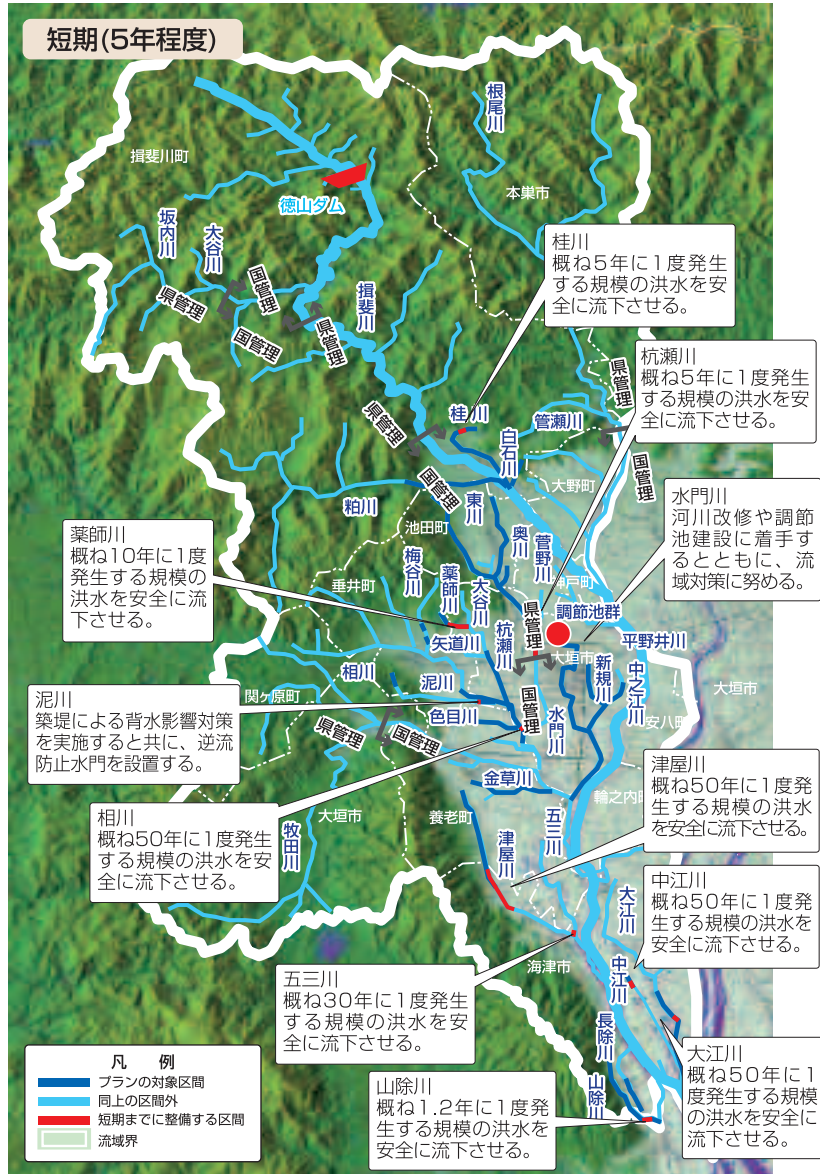 短期(5年程度)
根尾川
揖斐川町
本巣市
徳山ダム
坂内川
大谷川
国管理
県管理
国管理
県管理
揖斐川
桂川
概ね5年に1度発生
する規模の洪水を安
全に流下させる。
杭瀬川
概ね5年に1度発生
する規模の洪水を安
全に流下させる。
県管理
国管理
県管理
国管理
桂川
管瀬川
白石川
大野町
水門川
河川改修や調節
池建設に着手す
るとともに、流
域対策に努める。
粕川
東川
池田町
奥川
菅野川
神戸町
薬師川
概ね10年に1度
発生する規模の
洪水を安全に流
下させる。
梅谷川
垂井町
薬師川
大谷川
杭瀬川
県管理
調節池群
平野井川
大垣市
矢道川
新規川
中之江川
大垣市
相川
泥川
国管理
水門川
安八町
関ヶ原町
色目川
県管理
国管理
泥川
築堤による背水影響対策
を実施すると共に、逆流
防止水門を設置する。
金草川
輪之内町
津屋川
概ね50年に1度発
生する規模の洪水
を安全に流下させる。
相川
概ね50年に1度発生
する規模の洪水を安
全に流下させる。
大垣市
牧田川
養老町
津屋川
五三川
大江川
中江川
概ね50年に1度発
生する規模の洪水を
安全に流下させる。
海津市
中江川
五三川
概ね30年に1度発生
する規模の洪水を安
全に流下させる。
長除川
山除川
大江川
概ね50年に1
度発生する規模
の洪水を安全に
流下させる。
山除川
概ね1.2年に1度発
生する規模の洪水を
安全に流下させる。
凡 例
プランの対象区間
同上の区間外
短期までに整備する区間
流域界